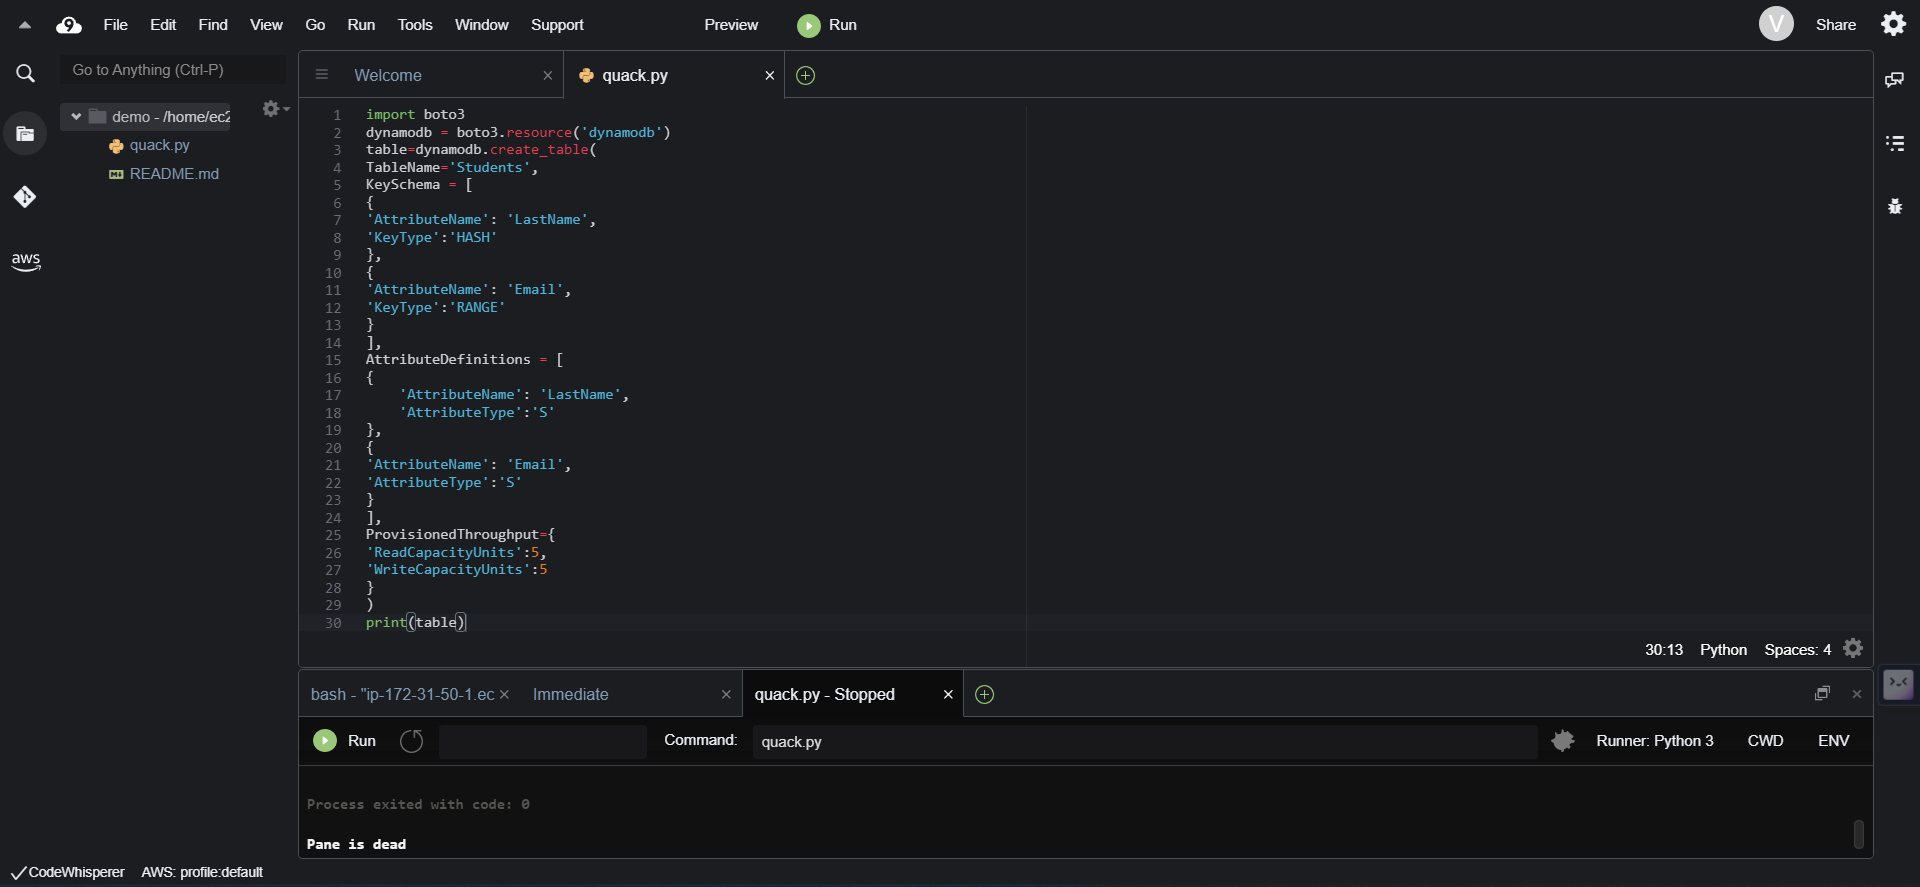 9 File Edit Find View Go Run Tools Window Support Preview Run V Share
Go to Anything (Ctrl-P)
demo - /home/ec2
quack.py
README.md
aws
Welcome quack.py
1 import boto3
2 dynamodb = boto3.resource('dynamodb')
3 table=dynamodb.create_table(
4 TableName='Students',
5 KeySchema = [
6 {
7 'AttributeName': 'LastName',
8 'KeyType':'HASH'
9 },
10 {
11 'AttributeName': 'Email',
12 'KeyType':'RANGE'
13 }
14 ],
15 AttributeDefinitions = [
16 {
17     'AttributeName': 'LastName',
18     'AttributeType':'S'
19 },
20 {
21 'AttributeName': 'Email',
22 'AttributeType':'S'
23 }
24 ],
25 ProvisionedThroughput={
26 'ReadCapacityUnits':5,
27 'WriteCapacityUnits':5
28 }
29 )
30 print(table)
30:13 Python Spaces: 4
bash - "ip-172-31-50-1.ec Immediate quack.py - Stopped
Run Command: quack.py Runner: Python 3 CWD ENV
Process exited with code: 0
Pane is dead
CodeWhisperer AWS: profile:default